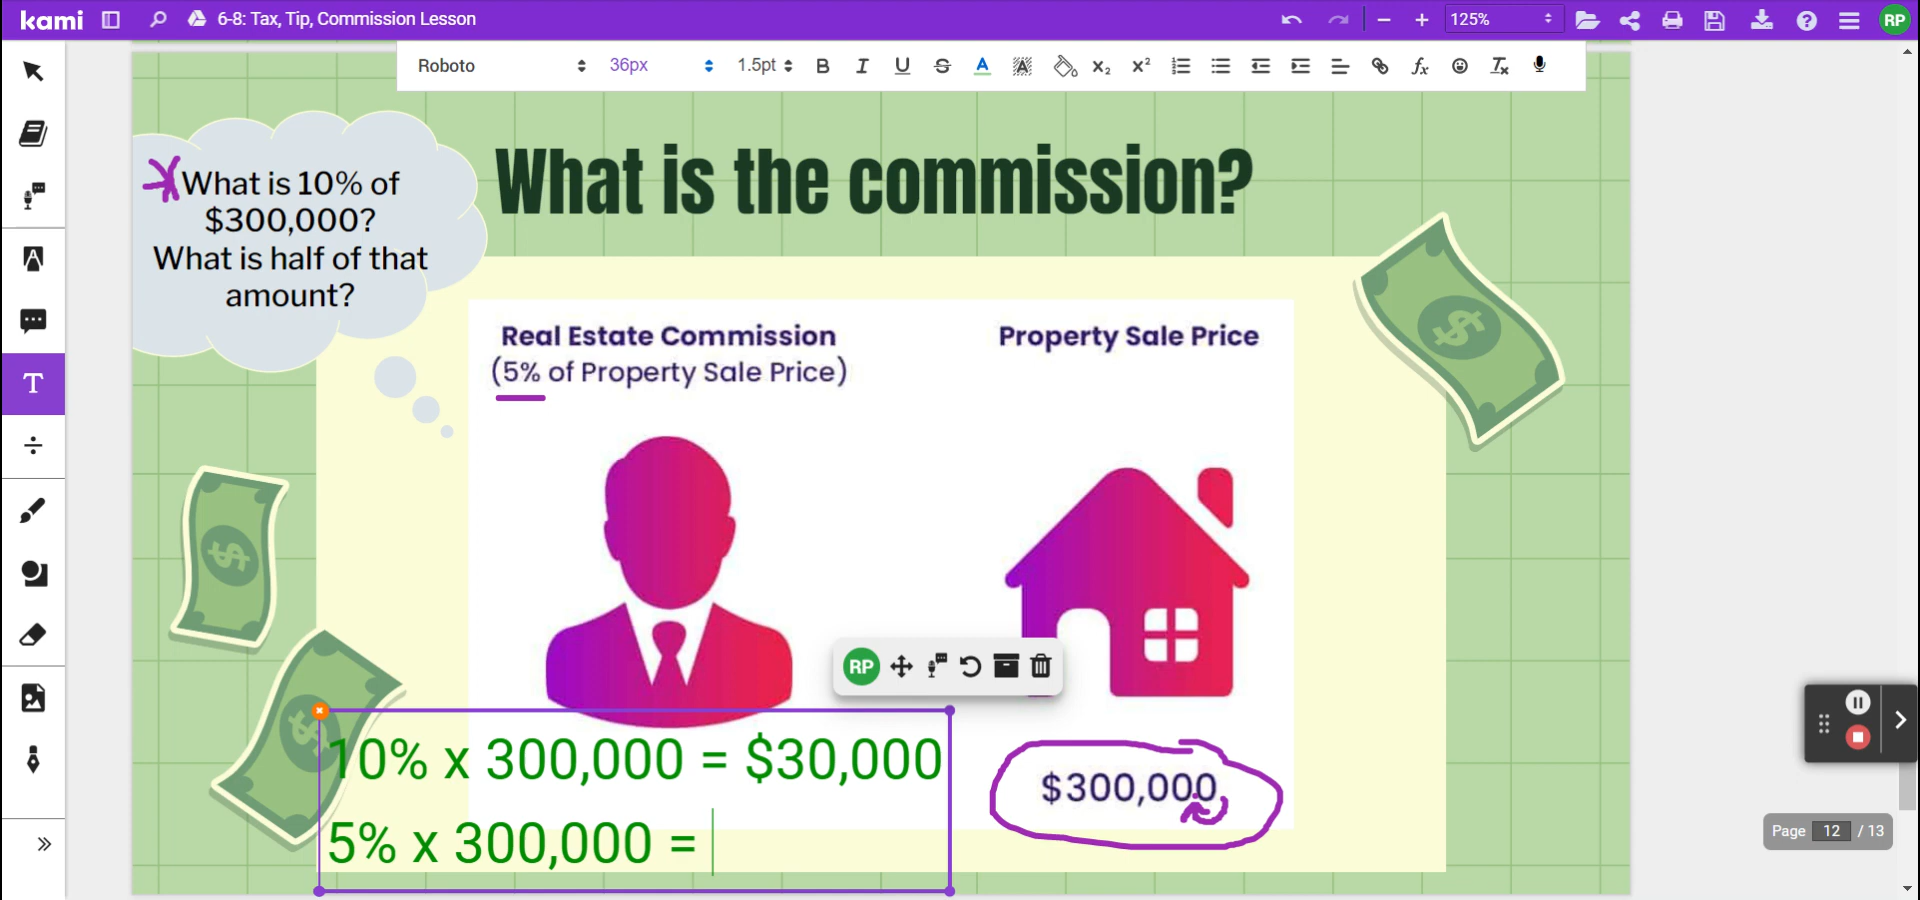 kami
6-8: Tax, Tip, Commission Lesson
125%
RP
Roboto
36px
1.5pt
What is 10% of
$300,000?
What is half of that
amount?
What is the commission?
Real Estate Commission
(5% of Property Sale Price)
Property Sale Price
RP
10% x 300,000 = $30,000
5% x 300,000 =
$300,000
Page 12 / 13